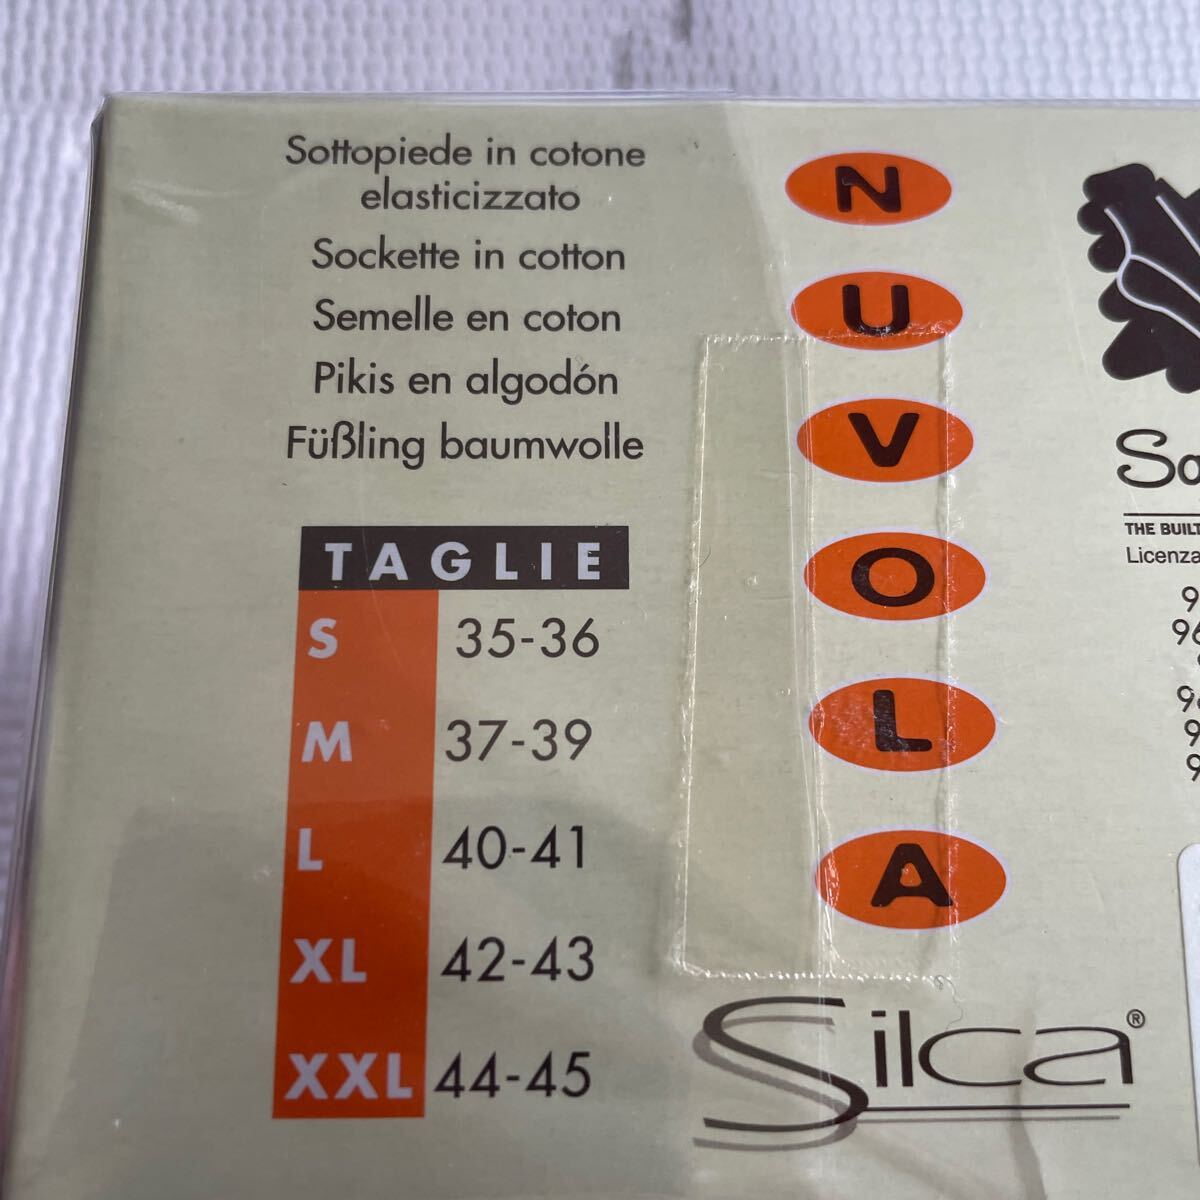 Sottopiede in cotone
elasticizzato
Sockette in cotton
Semelle en coton
Pikis en algodón
Füßling baumwolle
TAGLIE
S 35-36
M 37-39
L 40-41
XL 42-43
XXL 44-45
NUVOLA
Silca®
THE BUILT
Licenza